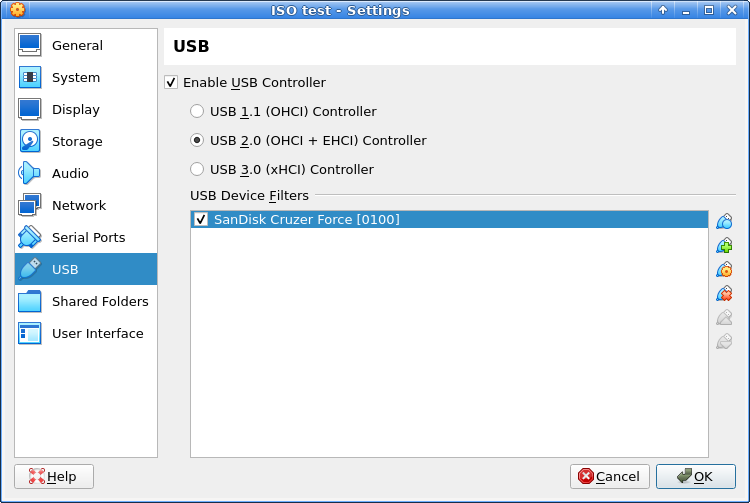 ISO test - Settings
General
System
Display
Storage
Audio
Network
Serial Ports
USB
Shared Folders
User Interface
USB
Enable USB Controller
USB 1.1 (OHCI) Controller
USB 2.0 (OHCI + EHCI) Controller
USB 3.0 (xHCI) Controller
USB Device Filters
SanDisk Cruzer Force [0100]
Help
Cancel
OK